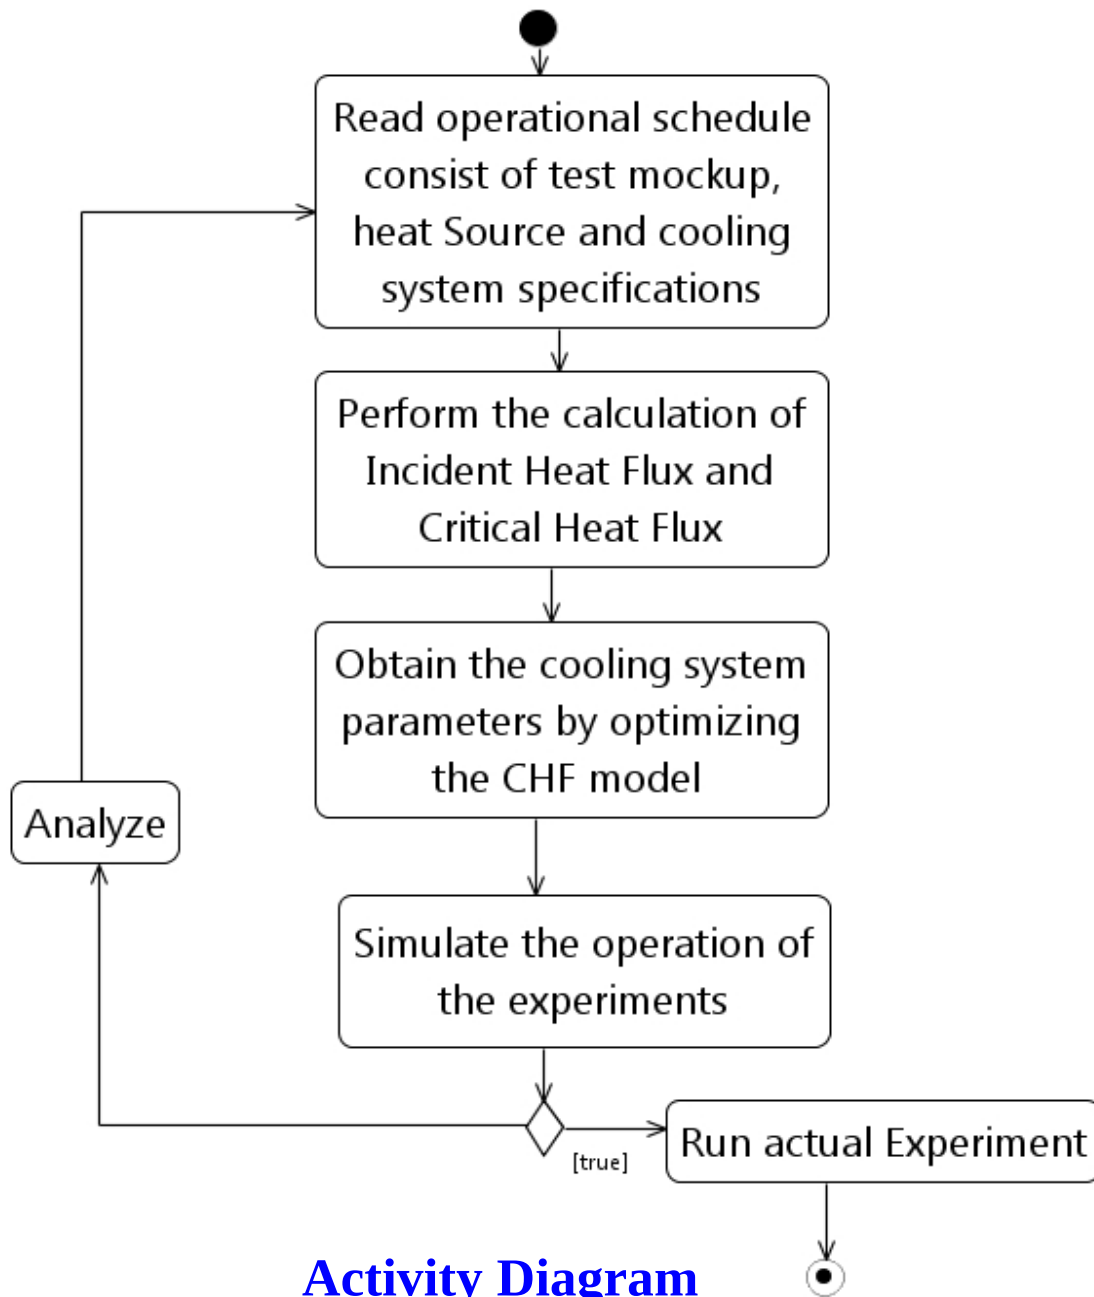 Read operational schedule
consist of test mockup,
heat Source and cooling
system specifications
Perform the calculation of
Incident Heat Flux and
Critical Heat Flux
Obtain the cooling system
parameters by optimizing
the CHF model
Analyze
Simulate the operation of
the experiments
Run actual Experiment
[true]
Activity Diagram